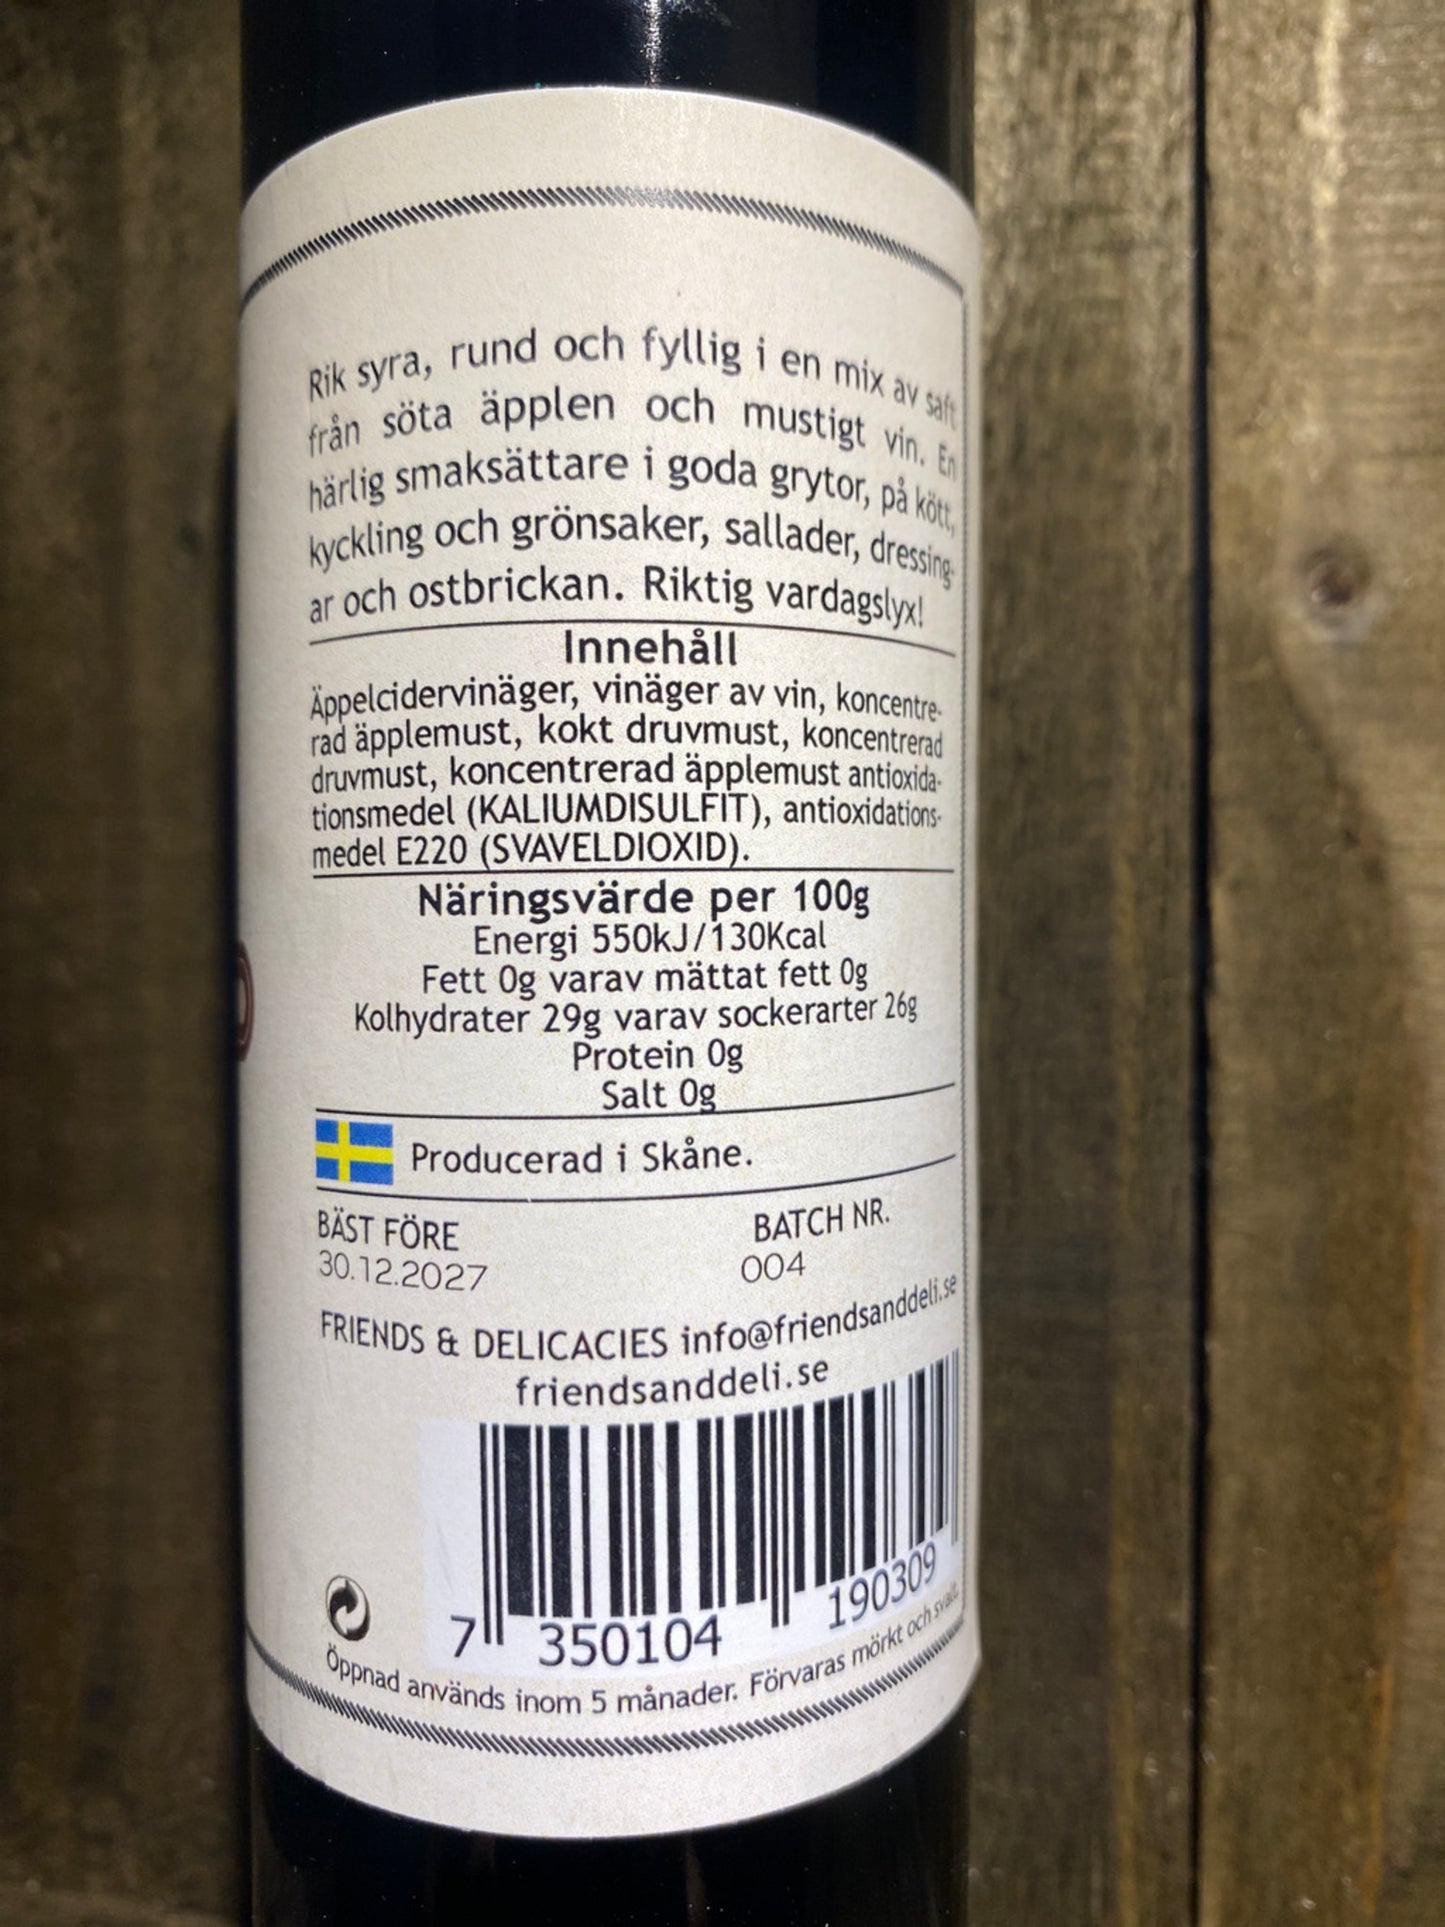 Rik syra, rund och fyllig i en mix av saft
från söta äpplen och mustigt vin. En
härlig smaksättare i goda grytor, på kött,
kyckling och grönsaker, sallader, dressing-
ar och ostbrickan. Riktig vardagslyx!
Innehåll
Äppelcidervinäger, vinäger av vin, koncentre-
rad äpplemust, kokt druvmust, koncentrerad
druvmust, koncentrerad äpplemust antioxida-
tionsmedel (KALIUMDISULFIT), antioxidations-
medel E220 (SVAVELDIOXID).
Näringsvärde per 100g
Energi 550kJ/130Kcal
Fett 0g varav mättat fett 0g
Kolhydrater 29g varav sockerarter 26g
Protein 0g
Salt 0g
Producerad i Skåne.
BÄST FÖRE BATCH NR.
30.12.2027 004
FRIENDS & DELICACIES info@friendsanddeli.se
friendsanddeli.se
7 350104 190309
Öppnad används inom 5 månader. Förvaras mörkt och svalt.